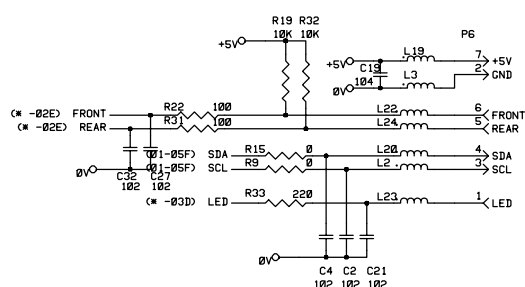 R19 R32
10K 10K
P6
+5V
+5V
L19
7
+5V
C19
104
2
GND
0V
L3
(* -02E) FRONT
R22
100
L22
6
FRONT
(* -02E) REAR
R31
100
L24
5
REAR
(01-05F) SDA
R15
0
L20
4
SDA
(01-05F) SCL
R9
0
L2
3
SCL
0V
C32 C27
102 102
(* -03D) LED
R33
220
L23
1
LED
0V
C4 C2 C21
102 102 102